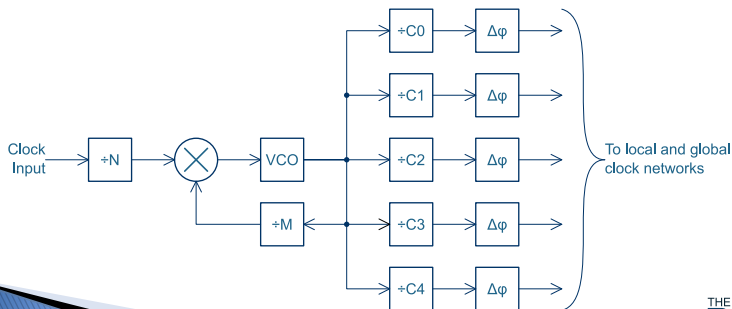 ÷C0 Δφ
÷C1 Δφ
Clock
Input
÷N
VCO
÷C2 Δφ
To local and global
clock networks
÷M
÷C3 Δφ
÷C4 Δφ
THE